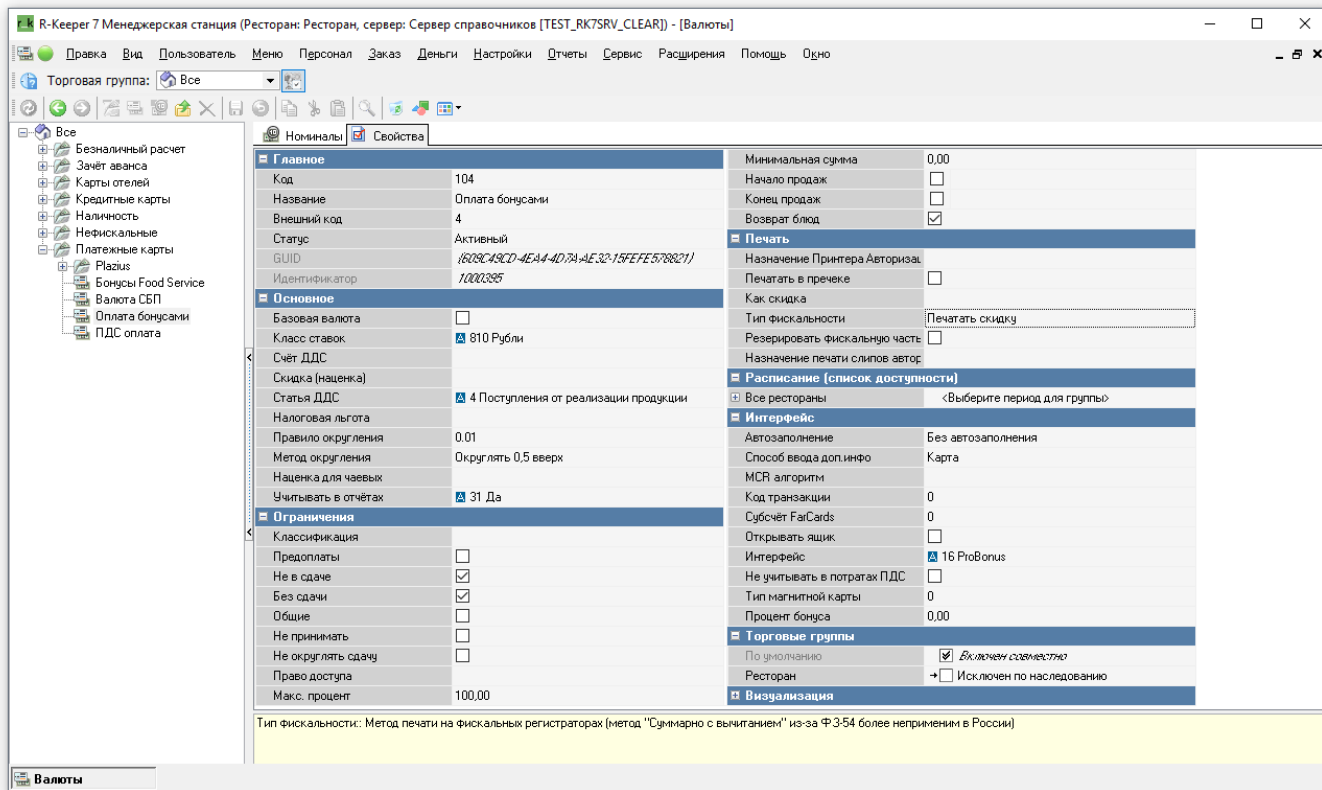 R-Keeper 7 Менеджерская станция (Ресторан: Ресторан, сервер: Сервер справочников [TEST_RK7SRV_CLEAR]) - [Валюты]
Правка Вид Пользователь Меню Персонал Заказ Деньги Настройки Отчеты Сервис Расширения Помощь Окно
Торговая группа: Все
Все
Безналичный расчет
Зачёт аванса
Карты отелей
Кредитные карты
Наличность
Нефискальные
Платежные карты
Plazius
Бонусы Food Service
Валюта СБП
Оплата бонусами
ПДС оплата
Номиналы Свойства
Главное
Код 104
Название Оплата бонусами
Внешний код 4
Статус Активный
GUID {609C49CD-4EA4-4D7A-AE32-15FEFE578821}
Идентификатор 1000395
Основное
Базовая валюта
Класс ставок 810 Рубли
Счёт ДДС
Скидка (наценка)
Статья ДДС 4 Поступления от реализации продукции
Налоговая льгота
Правило округления 0.01
Метод округления Округлять 0,5 вверх
Наценка для чаевых
Учитывать в отчётах 31 Да
Ограничения
Классификация
Предоплаты
Не в сдаче
Без сдачи
Общие
Не принимать
Не округлять сдачу
Право доступа
Макс. процент 100,00
Минимальная сумма 0,00
Начало продаж
Конец продаж
Возврат блюд
Печать
Назначение Принтера Авторизац
Печатать в пречеке
Как скидка
Тип фискальности Печатать скидку
Резерировать фискальную часть
Назначение печати слипов автор
Расписание (список доступности)
Все рестораны <Выберите период для группы>
Интерфейс
Автозаполнение Без автозаполнения
Способ ввода доп.инфо Карта
MCR алгоритм
Код транзакции 0
Субсчёт FarCards 0
Открывать ящик
Интерфейс 16 ProBonus
Не учитывать в потратах ПДС
Тип магнитной карты 0
Процент бонуса 0,00
Торговые группы
По умолчанию Включен совместно
Ресторан Исключен по наследованию
Визуализация
Тип фискальности:: Метод печати на фискальных регистраторах (метод "Суммарно с вычитанием" из-за ФЗ-54 более неприменим в России)
Валюты